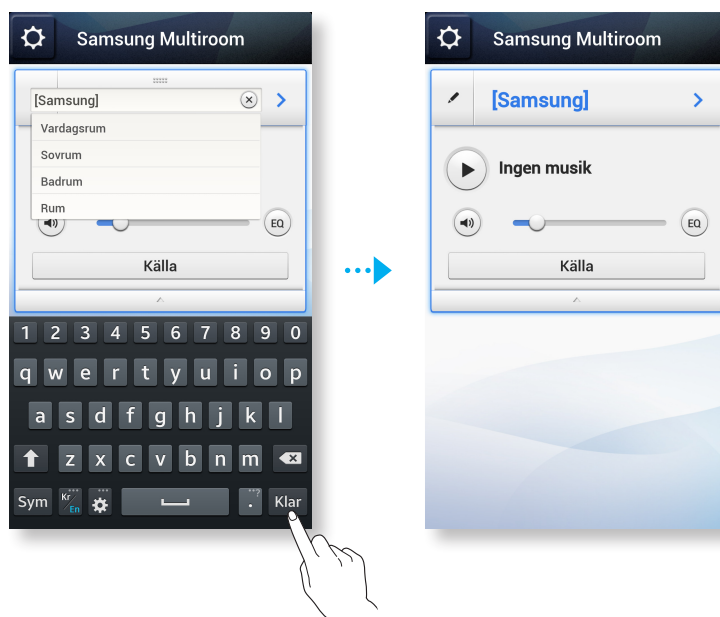 Samsung Multiroom
[Samsung]
Vardagsrum
Sovrum
Badrum
Rum
EQ
Källa
1 2 3 4 5 6 7 8 9 0
q w e r t y u i o p
a s d f g h j k l
z x c v b n m
Sym Kr/En . ? Klar
Samsung Multiroom
[Samsung]
Ingen musik
EQ
Källa